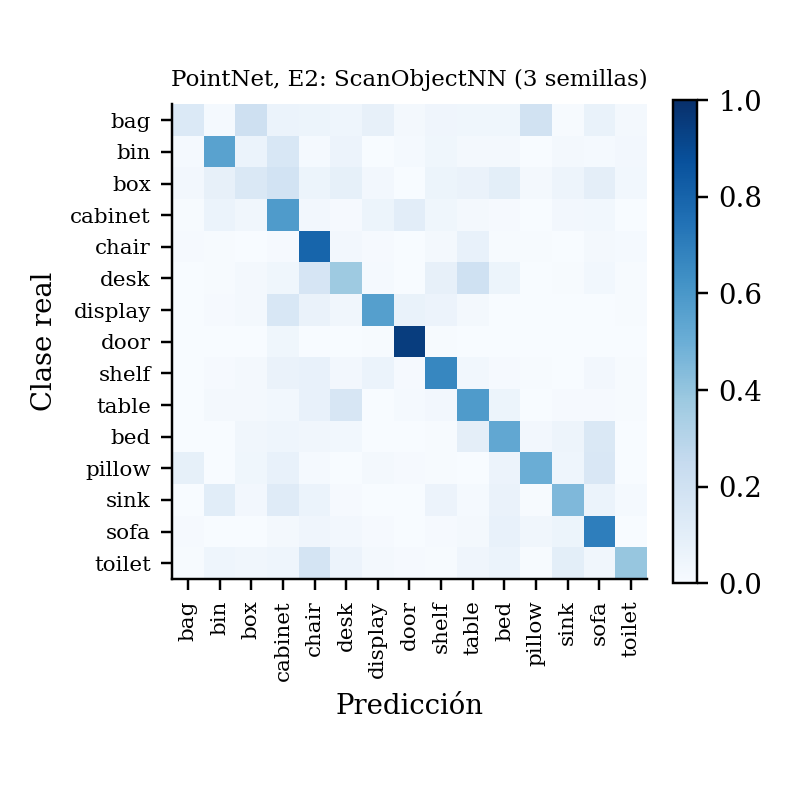 PointNet, E2: ScanObjectNN (3 semillas)
Clase real
bag
bin
box
cabinet
chair
desk
display
door
shelf
table
bed
pillow
sink
sofa
toilet
bag
bin
box
cabinet
chair
desk
display
door
shelf
table
bed
pillow
sink
sofa
toilet
Predicción
1.0
0.8
0.6
0.4
0.2
0.0